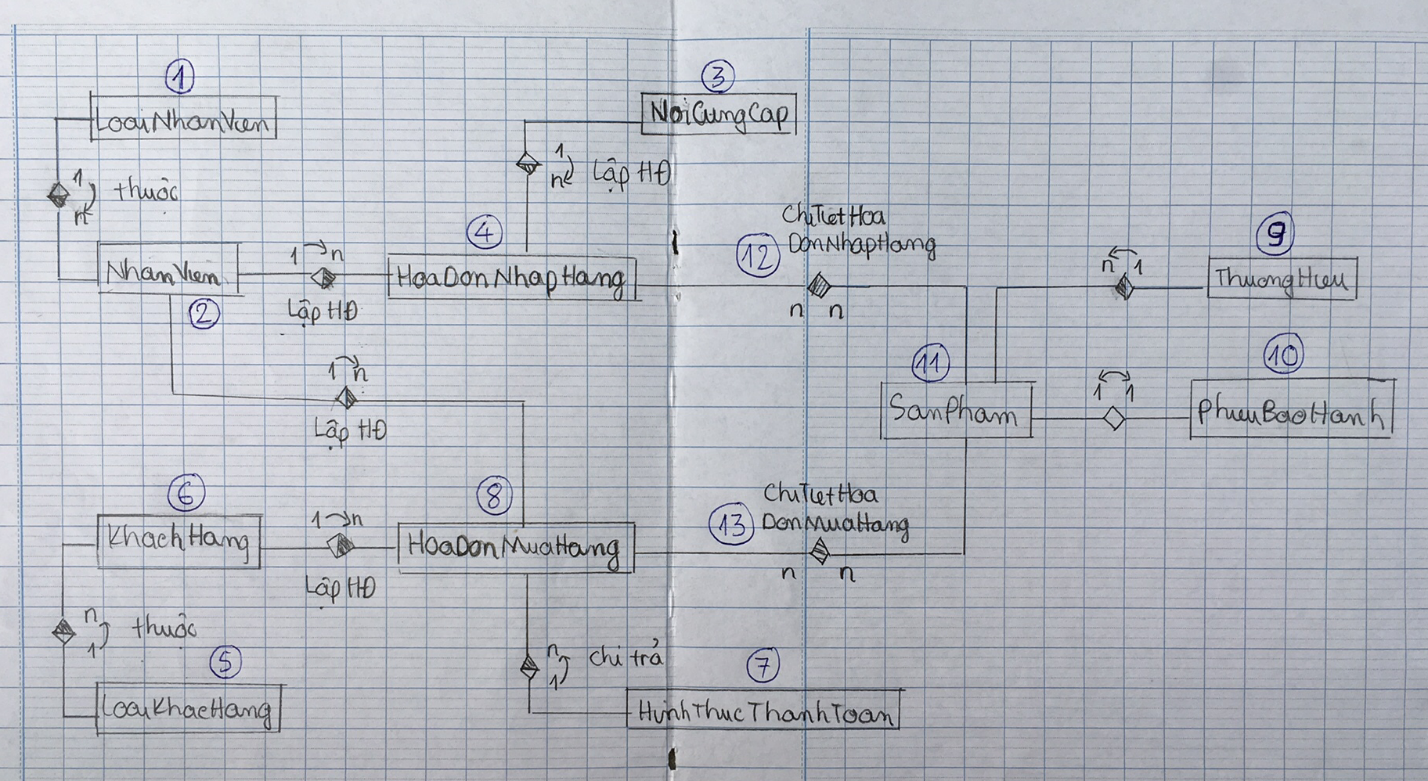 1
LoaiNhanVien
3
NoiCungCap
1
n
thuộc
1
n
Lập HĐ
NhanVien
2
1 n
Lập HĐ
4
HoaDonNhapHang
12
ChiTietHoa
DonNhapHang
n n
n 1
9
ThuongHieu
1 n
Lập HĐ
11
SanPham
1 1
10
PhieuBaoHanh
6
KhachHang
1 n
Lập HĐ
8
HoaDonMuaHang
13
ChiTietHoa
DonMuaHang
n n
n
1
thuộc
5
LoaiKhachHang
n
1
chi trả
7
HinhThucThanhToan